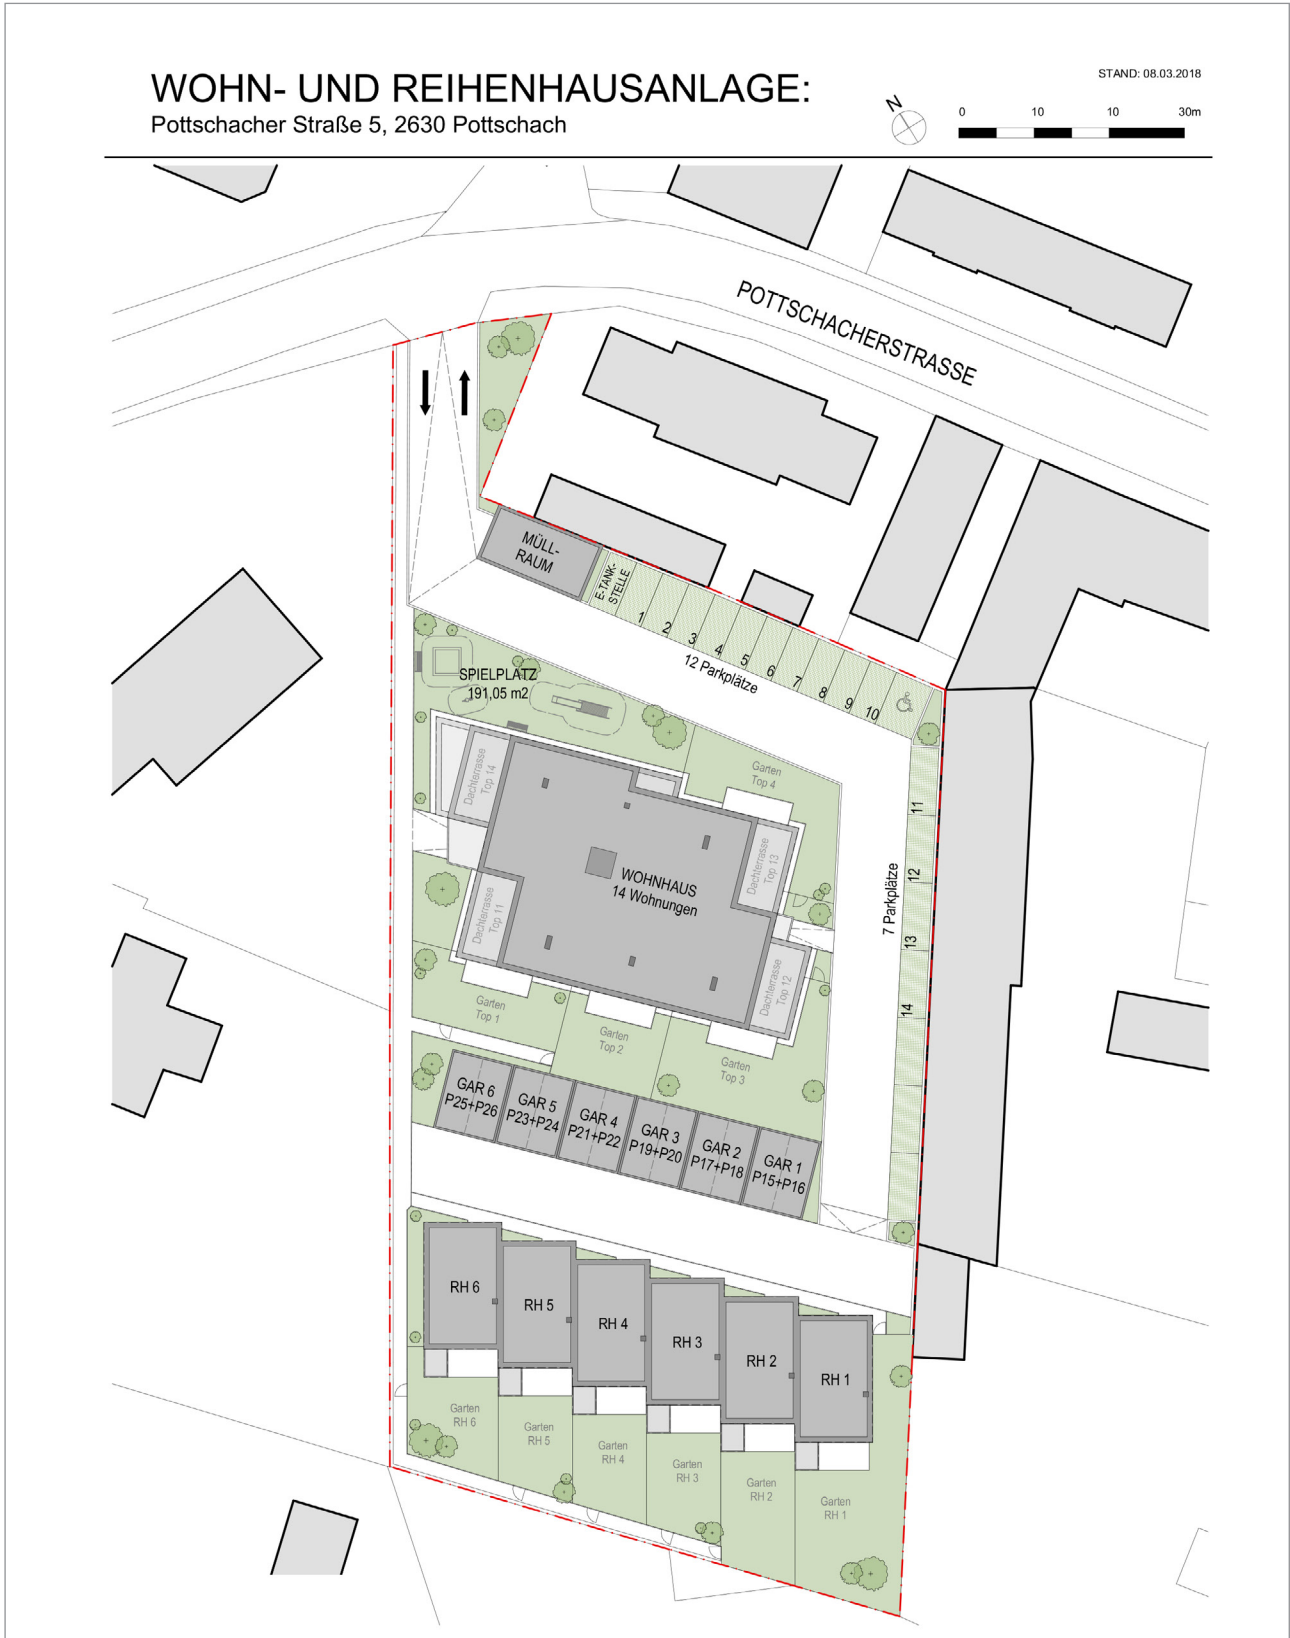 WOHN- UND REIHENHAUSANLAGE:
Pottschacher Straße 5, 2630 Pottschach
STAND: 08.03.2018
N
0 10 10 30m
POTTSCHACHERSTRASSE
MÜLL-
RAUM
E-TANK-
STELLE
1
2
3
4
5
6
7
8
9
10
12 Parkplätze
SPIELPLATZ
191,05 m2
Dachterrasse
Top 14
Garten
Top 4
Dachterrasse
Top 13
WOHNHAUS
14 Wohnungen
Dachterrasse
Top 11
Dachterrasse
Top 12
11
12
13
14
7 Parkplätze
Garten
Top 1
Garten
Top 2
Garten
Top 3
GAR 6
P25+P26
GAR 5
P23+P24
GAR 4
P21+P22
GAR 3
P19+P20
GAR 2
P17+P18
GAR 1
P15+P16
RH 6
RH 5
RH 4
RH 3
RH 2
RH 1
Garten
RH 6
Garten
RH 5
Garten
RH 4
Garten
RH 3
Garten
RH 2
Garten
RH 1